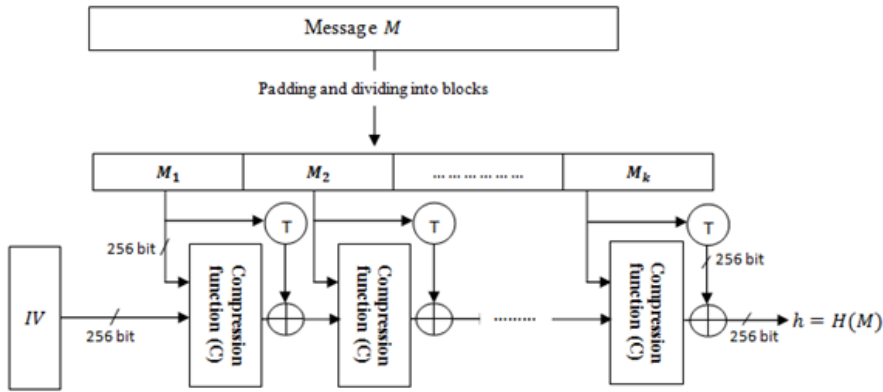 Message M
Padding and dividing into blocks
M₁ M₂ ……………… Mₖ
T T T
256 bit
256 bit
Compression function (C)
Compression function (C)
Compression function (C)
IV
.........
h = H(M)
256 bit
256 bit